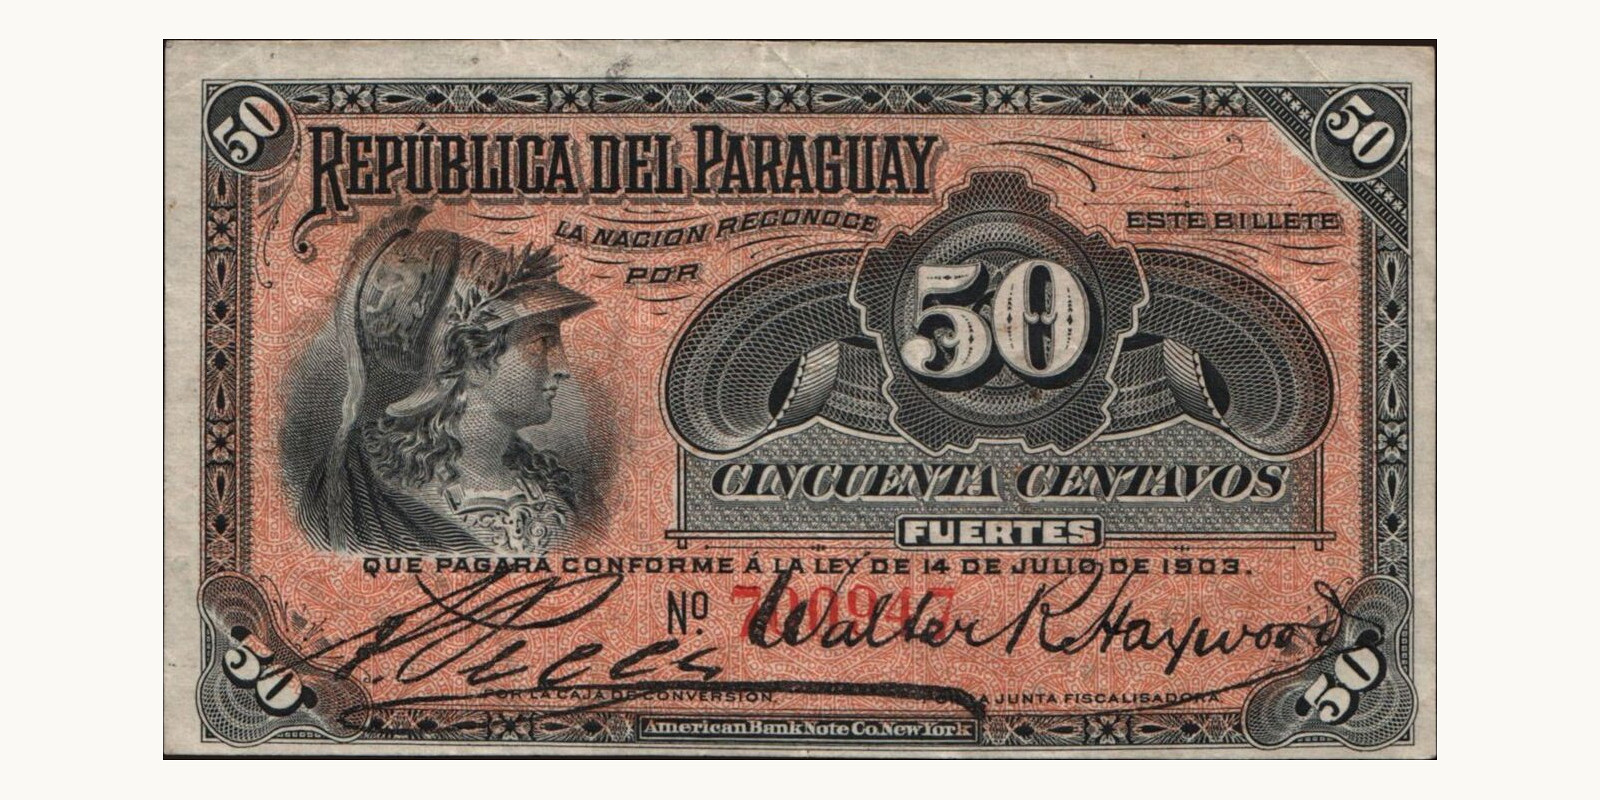 50 50
REPÚBLICA DEL PARAGUAY
LA NACION RECONOCE ESTE BILLETE
POR
50
CINCUENTA CENTAVOS
FUERTES
QUE PAGARÁ CONFORME Á LA LEY DE 14 DE JULIO DE 1903.
Nº. 700947
Walter R Haywood
50 50
POR LA CAJA DE CONVERSION. LA JUNTA FISCALISADORA
American Bank Note Co. New York